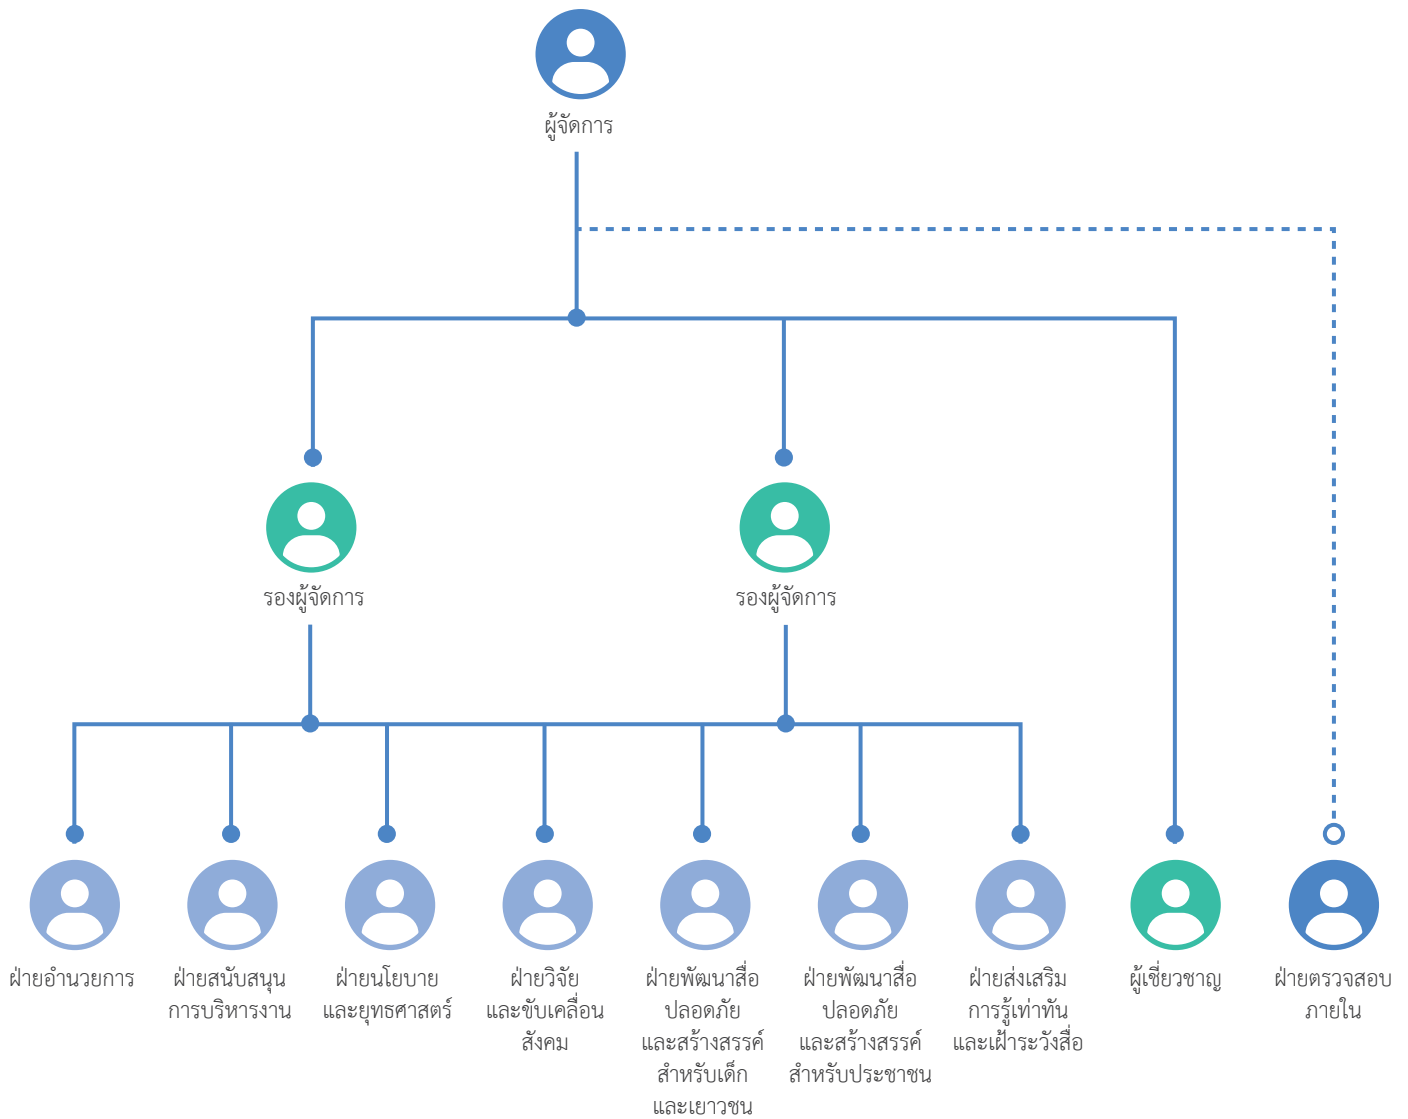 ผู้จัดการ
รองผู้จัดการ
รองผู้จัดการ
ฝ่ายอำนวยการ
ฝ่ายสนับสนุน
การบริหารงาน
ฝ่ายนโยบาย
และยุทธศาสตร์
ฝ่ายวิจัย
และขับเคลื่อน
สังคม
ฝ่ายพัฒนาสื่อ
ปลอดภัย
และสร้างสรรค์
สำหรับเด็ก
และเยาวชน
ฝ่ายพัฒนาสื่อ
ปลอดภัย
และสร้างสรรค์
สำหรับประชาชน
ฝ่ายส่งเสริม
การรู้เท่าทัน
และเฝ้าระวังสื่อ
ผู้เชี่ยวชาญ
ฝ่ายตรวจสอบ
ภายใน